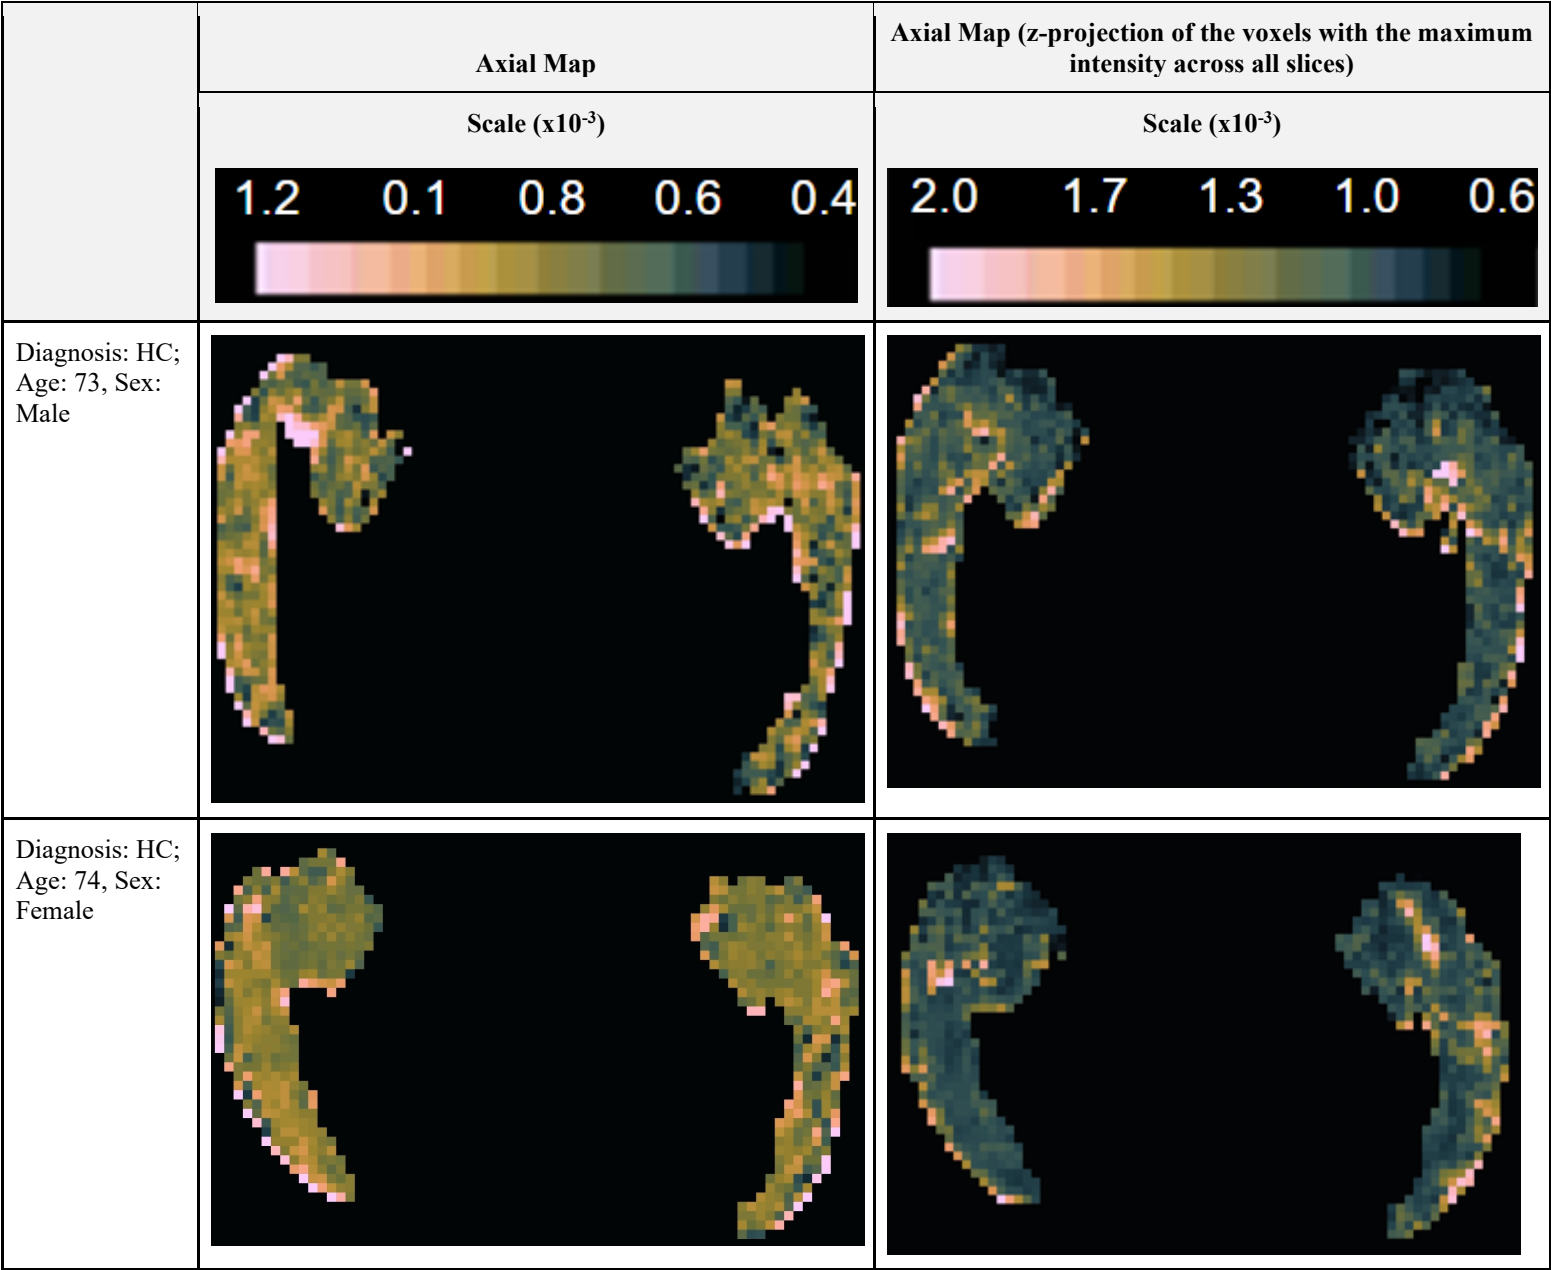 Axial Map
Axial Map (z-projection of the voxels with the maximum
intensity across all slices)
Scale (x10-3)
Scale (x10-3)
1.2 0.1 0.8 0.6 0.4
2.0 1.7 1.3 1.0 0.6
Diagnosis: HC;
Age: 73, Sex:
Male
Diagnosis: HC;
Age: 74, Sex:
Female